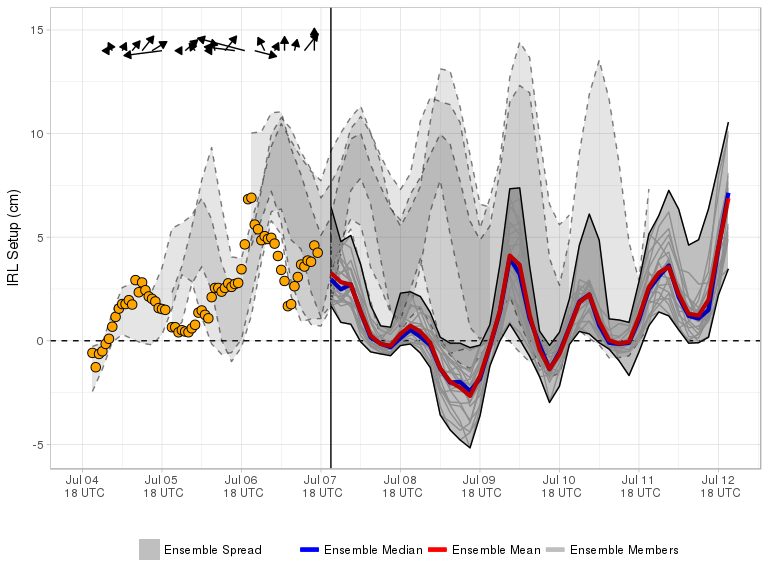 15
10
5
0
-5
IRL Setup (cm)
Jul 04 Jul 05 Jul 06 Jul 07 Jul 08 Jul 09 Jul 10 Jul 11 Jul 12
18 UTC 18 UTC 18 UTC 18 UTC 18 UTC 18 UTC 18 UTC 18 UTC 18 UTC
Ensemble Spread Ensemble Median Ensemble Mean Ensemble Members